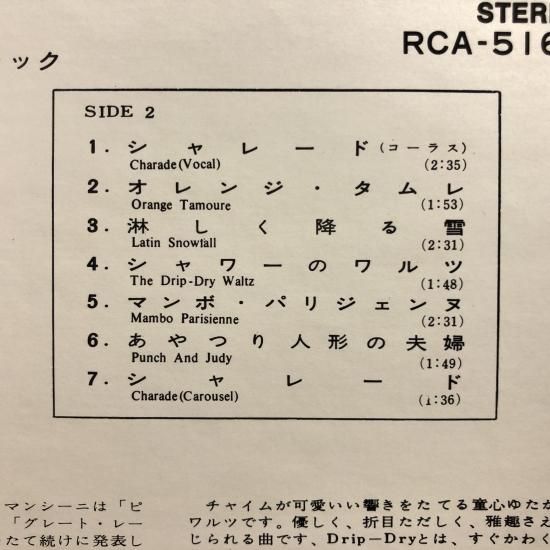 STERE
RCA-516
ック
SIDE 2
1. シャレード (コーラス)
Charade(Vocal) (2:35)
2. オレンジ・タムレ
Orange Tamoure (1:53)
3. 淋しく降る雪
Latin Snowfall (2:31)
4. シャワーのワルツ
The Drip-Dry Waltz (1:48)
5. マンボ・パリジェンヌ
Mambo Parisienne (2:31)
6. あやつり人形の夫婦
Punch And Judy (1:49)
7. シャレード
Charade(Carousel) (1:36)
マンシーニは「ピ
「グレート・レー
たて続けに発表し
チャイムが可愛いい響きをたてる童心ゆたか
ワルツです。優しく、折目ただしく、雅趣さえ
じられる曲です、Drip-Dryとは、すぐかわく